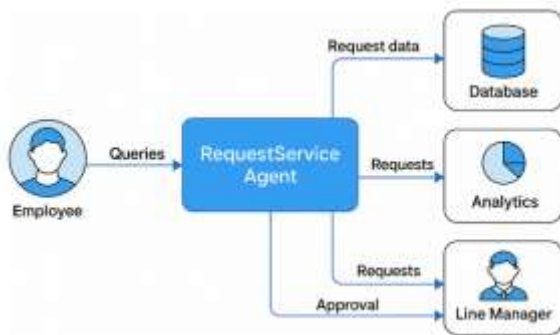 Request data
Database
Queries
RequestService
Agent
Requests
Analytics
Employee
Requests
Approval
Line Manager